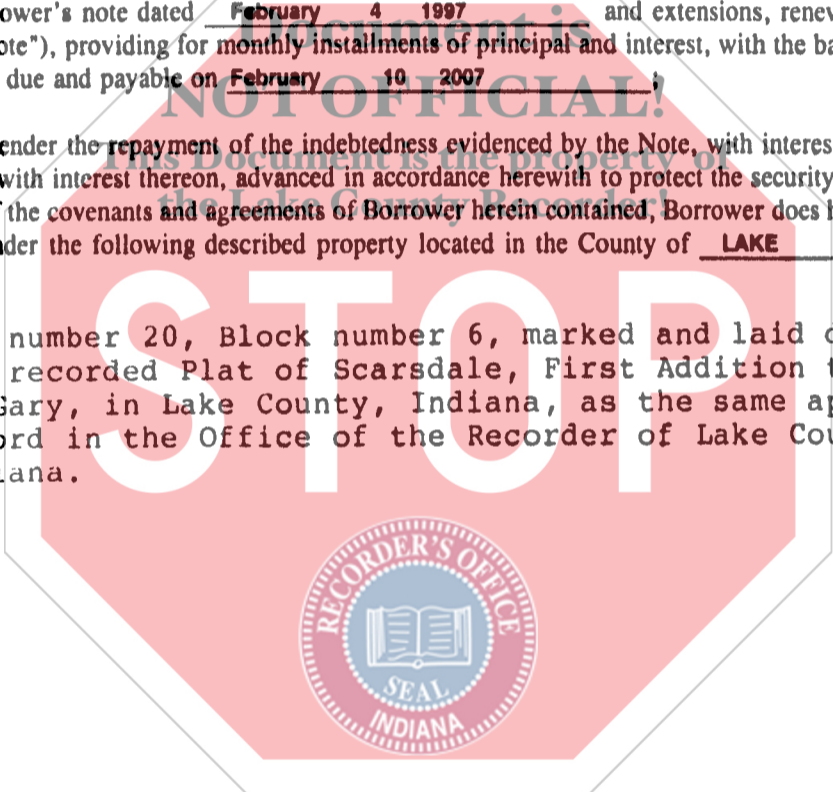 ower's note dated February 4 1997 and extensions, renew
ote"), providing for monthly installments of principal and interest, with the ba
due and payable on February 10 2007 ;
Document is
NOT OFFICIAL!
This Document is the property of
the Lake County Recorder!
ender the repayment of the indebtedness evidenced by the Note, with interes
with interest thereon, advanced in accordance herewith to protect the security
the covenants and agreements of Borrower herein contained, Borrower does h
der the following described property located in the County of LAKE
STOP
number 20, Block number 6, marked and laid o
recorded Plat of Scarsdale, First Addition t
Gary, in Lake County, Indiana, as the same ap
ord in the Office of the Recorder of Lake Cou
iana.
RECORDER'S OFFICE
SEAL
INDIANA